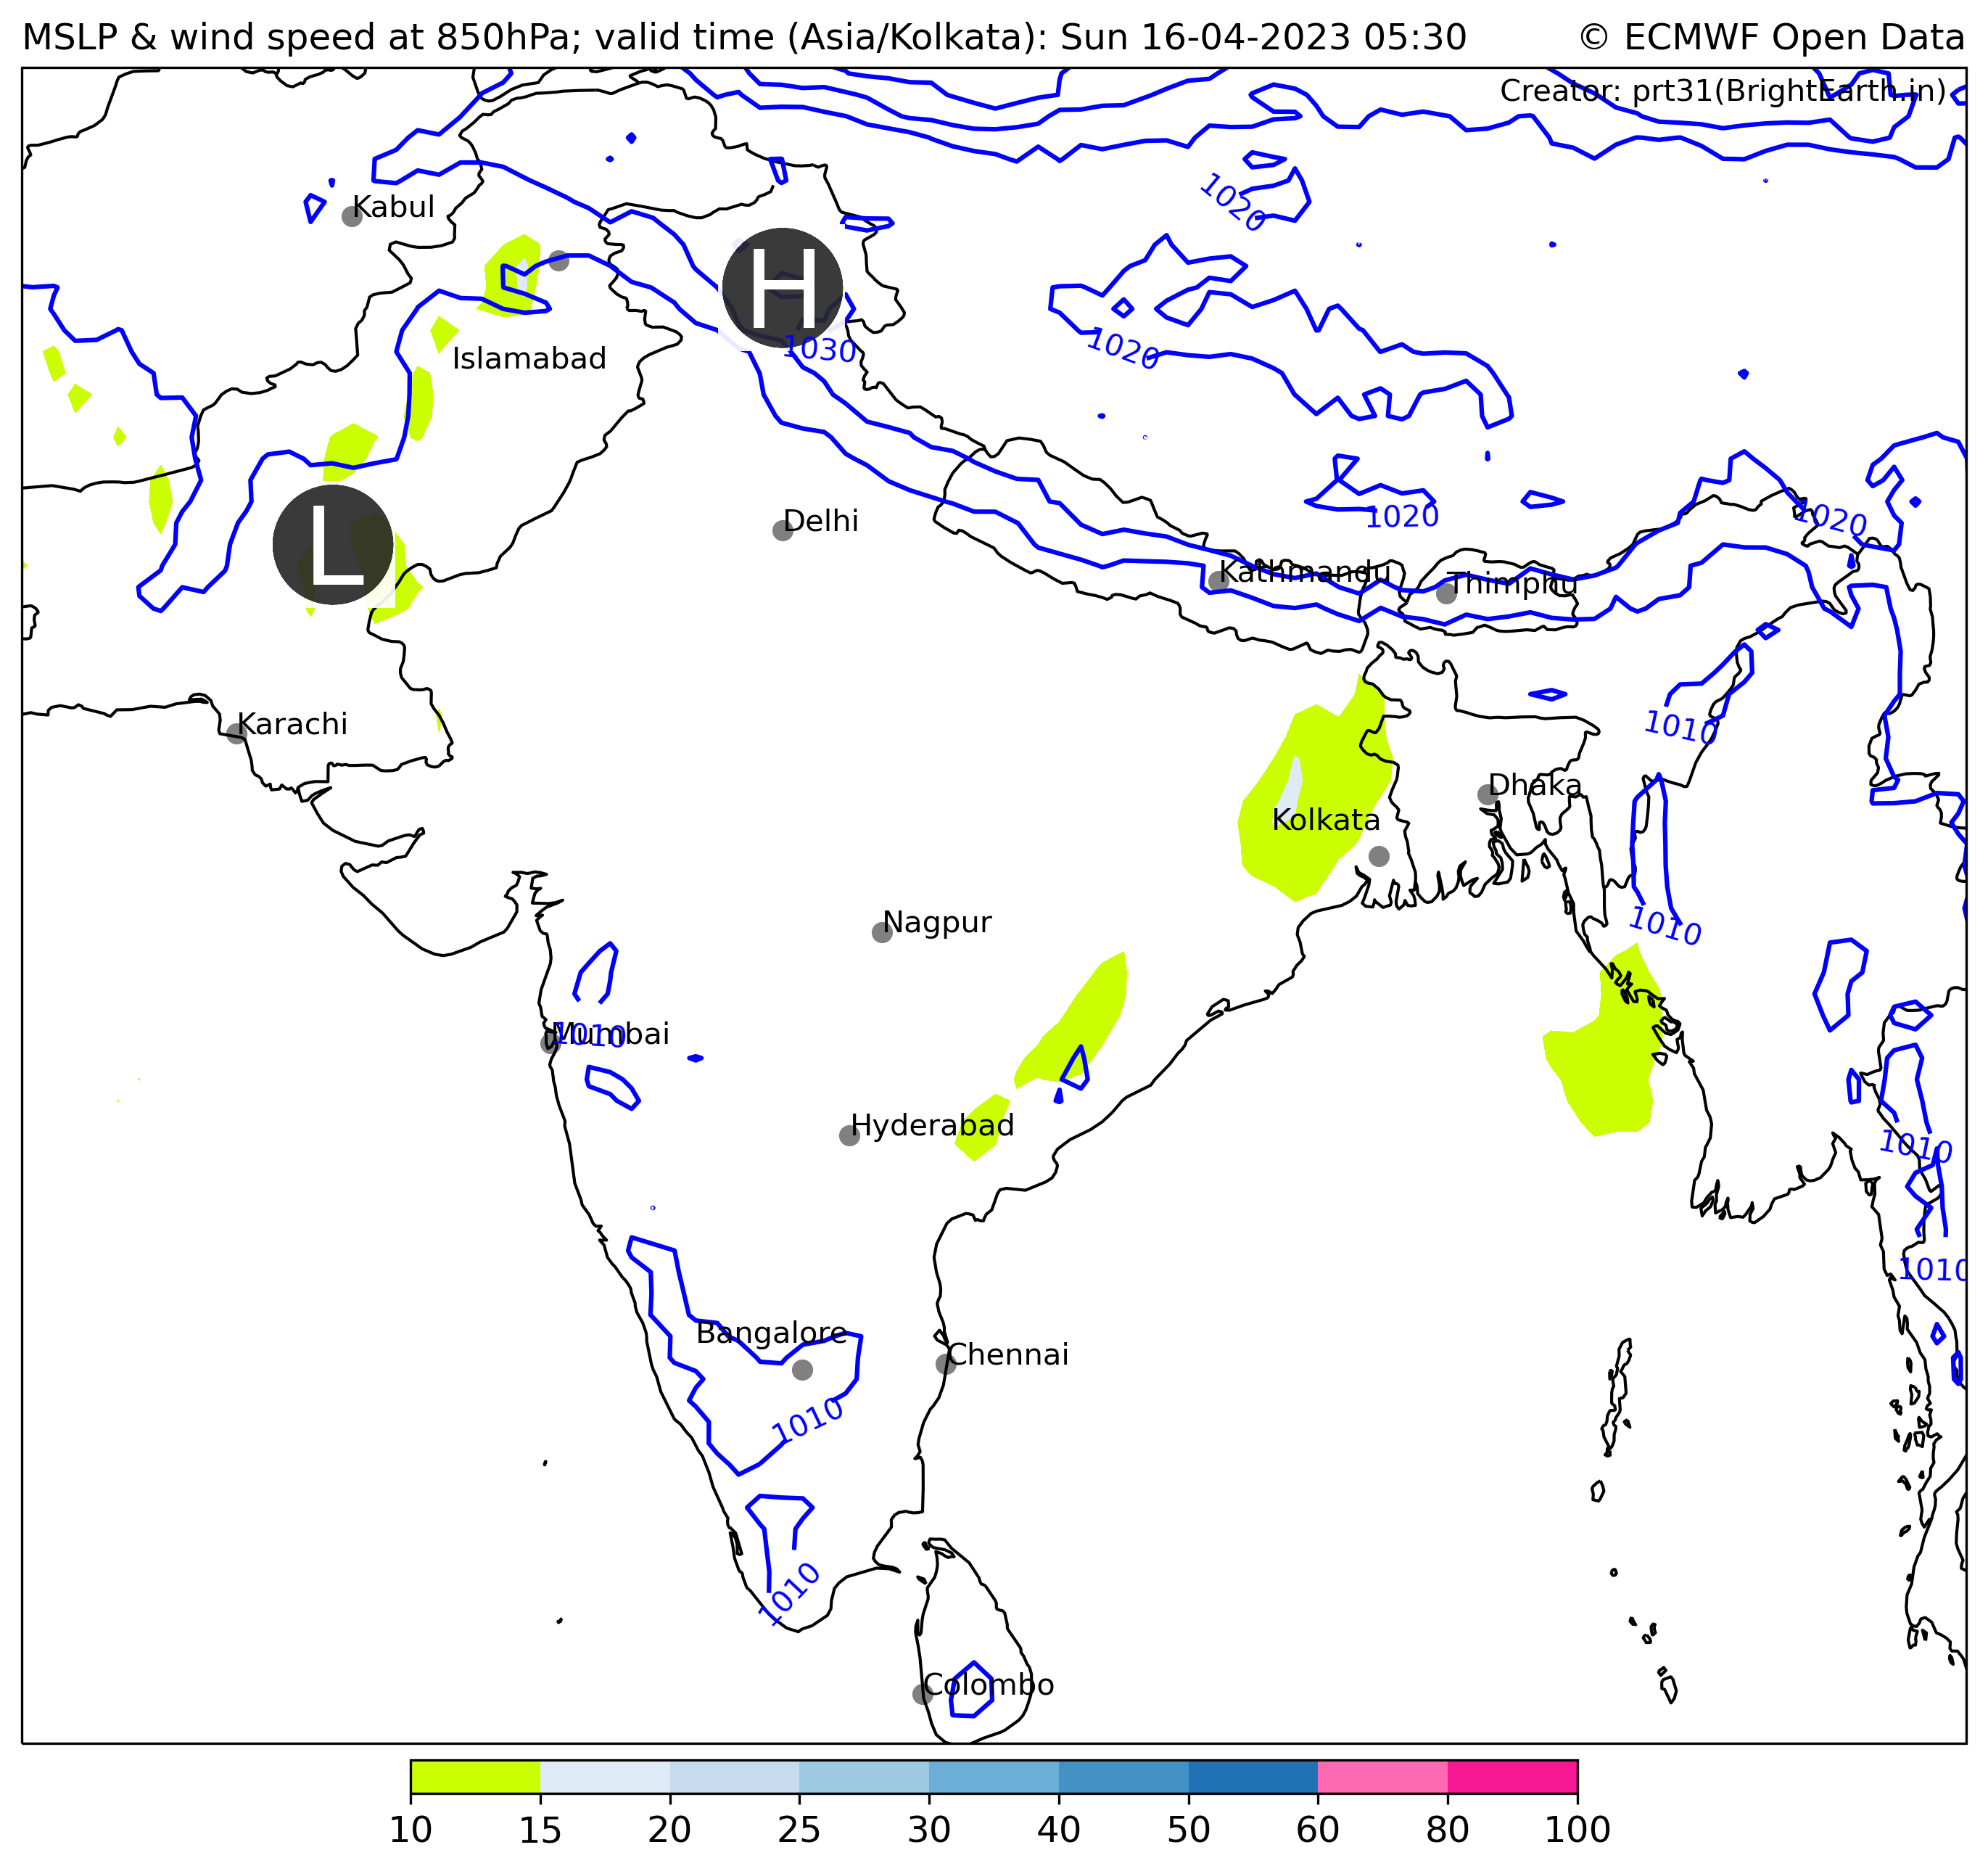 MSLP & wind speed at 850hPa; valid time (Asia/Kolkata): Sun 16-04-2023 05:30
© ECMWF Open Data
Creator: prt31(BrightEarth.in)
1020
Kabul
H
1030
1020
Islamabad
L
Delhi
1020
1020
Kathmandu
Thimphu
Karachi
1010
Dhaka
Kolkata
Nagpur
1010
Mumbai
1010
Hyderabad
1010
1010
Bangalore
Chennai
1010
1010
Colombo
10 15 20 25 30 40 50 60 80 100